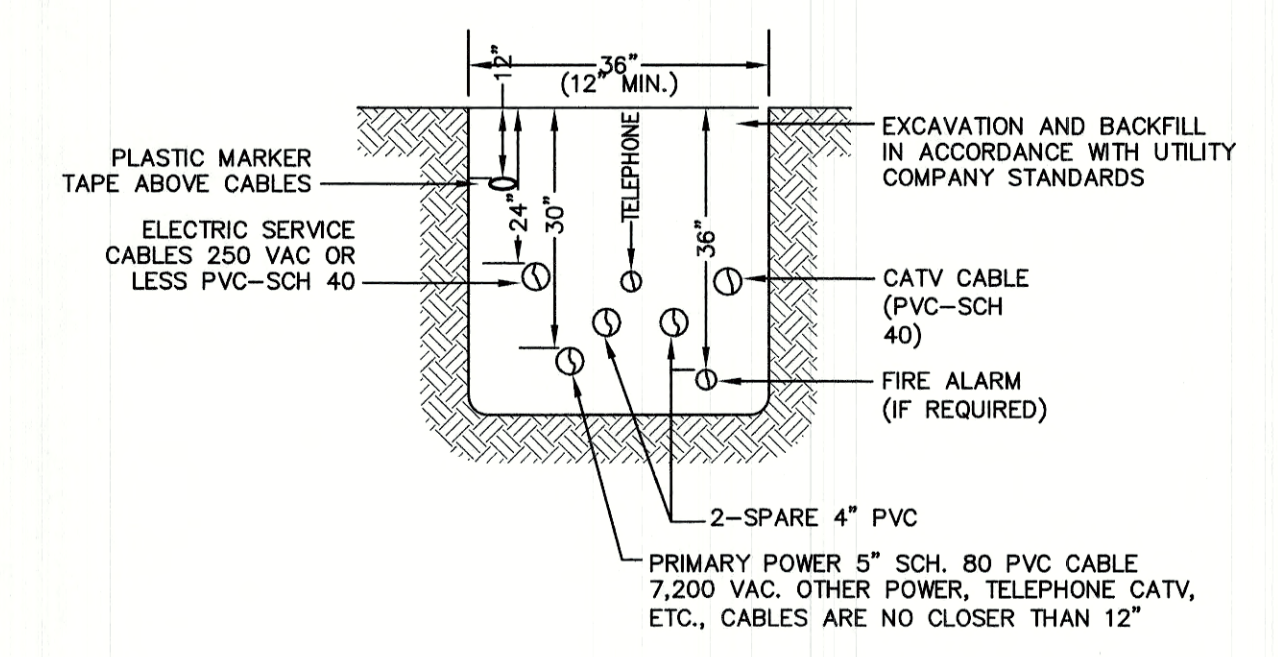 12"
36"
(12" MIN.)
PLASTIC MARKER
TAPE ABOVE CABLES
24"
30"
TELEPHONE
36"
EXCAVATION AND BACKFILL
IN ACCORDANCE WITH UTILITY
COMPANY STANDARDS
ELECTRIC SERVICE
CABLES 250 VAC OR
LESS PVC-SCH 40
CATV CABLE
(PVC-SCH
40)
FIRE ALARM
(IF REQUIRED)
2-SPARE 4" PVC
PRIMARY POWER 5" SCH. 80 PVC CABLE
7,200 VAC. OTHER POWER, TELEPHONE CATV,
ETC., CABLES ARE NO CLOSER THAN 12"